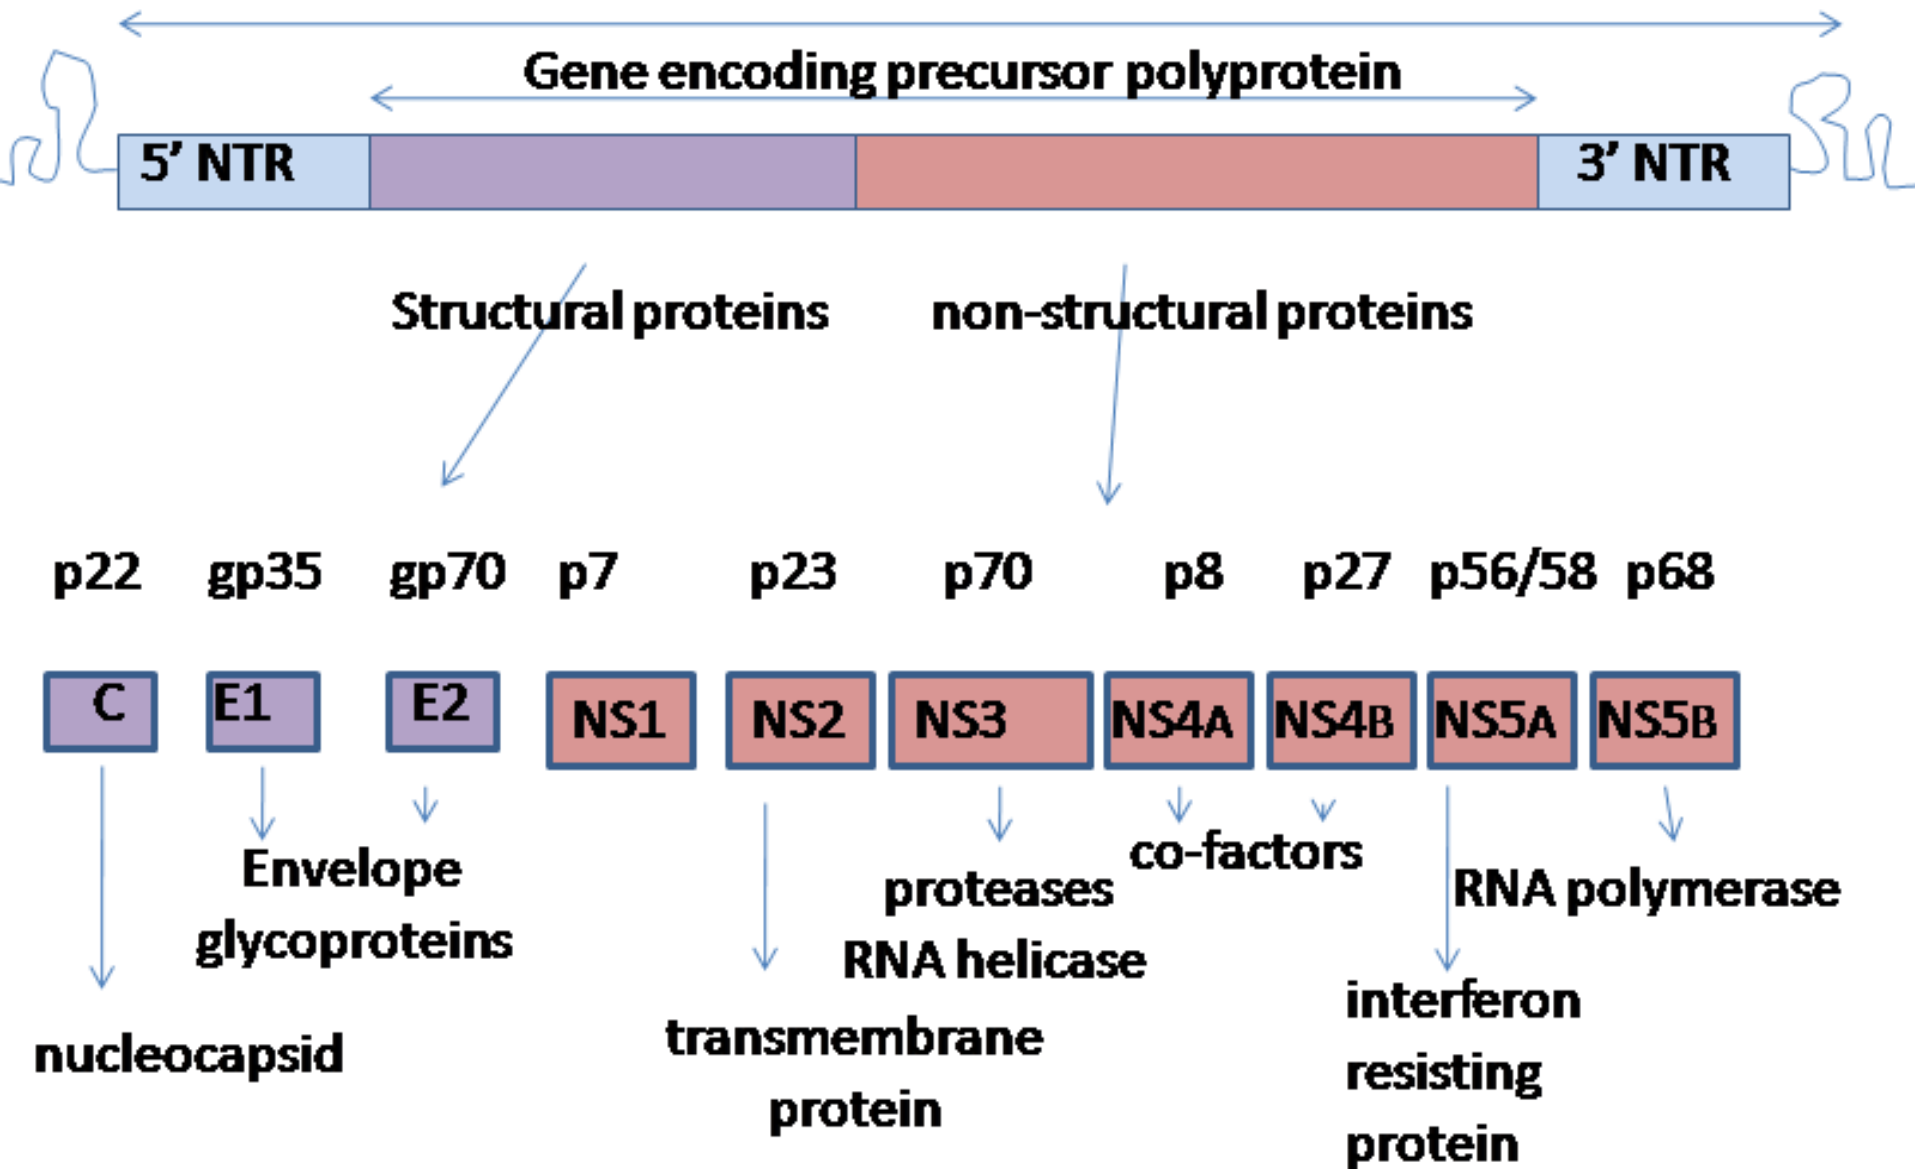 Gene encoding precursor polyprotein
5’ NTR
3’ NTR
Structural proteins
non-structural proteins
p22 gp35 gp70 p7 p23 p70 p8 p27 p56/58 p68
C E1 E2 NS1 NS2 NS3 NS4A NS4B NS5A NS5B
Envelope
glycoproteins
nucleocapsid
transmembrane
protein
proteases
RNA helicase
co-factors
interferon
resisting
protein
RNA polymerase